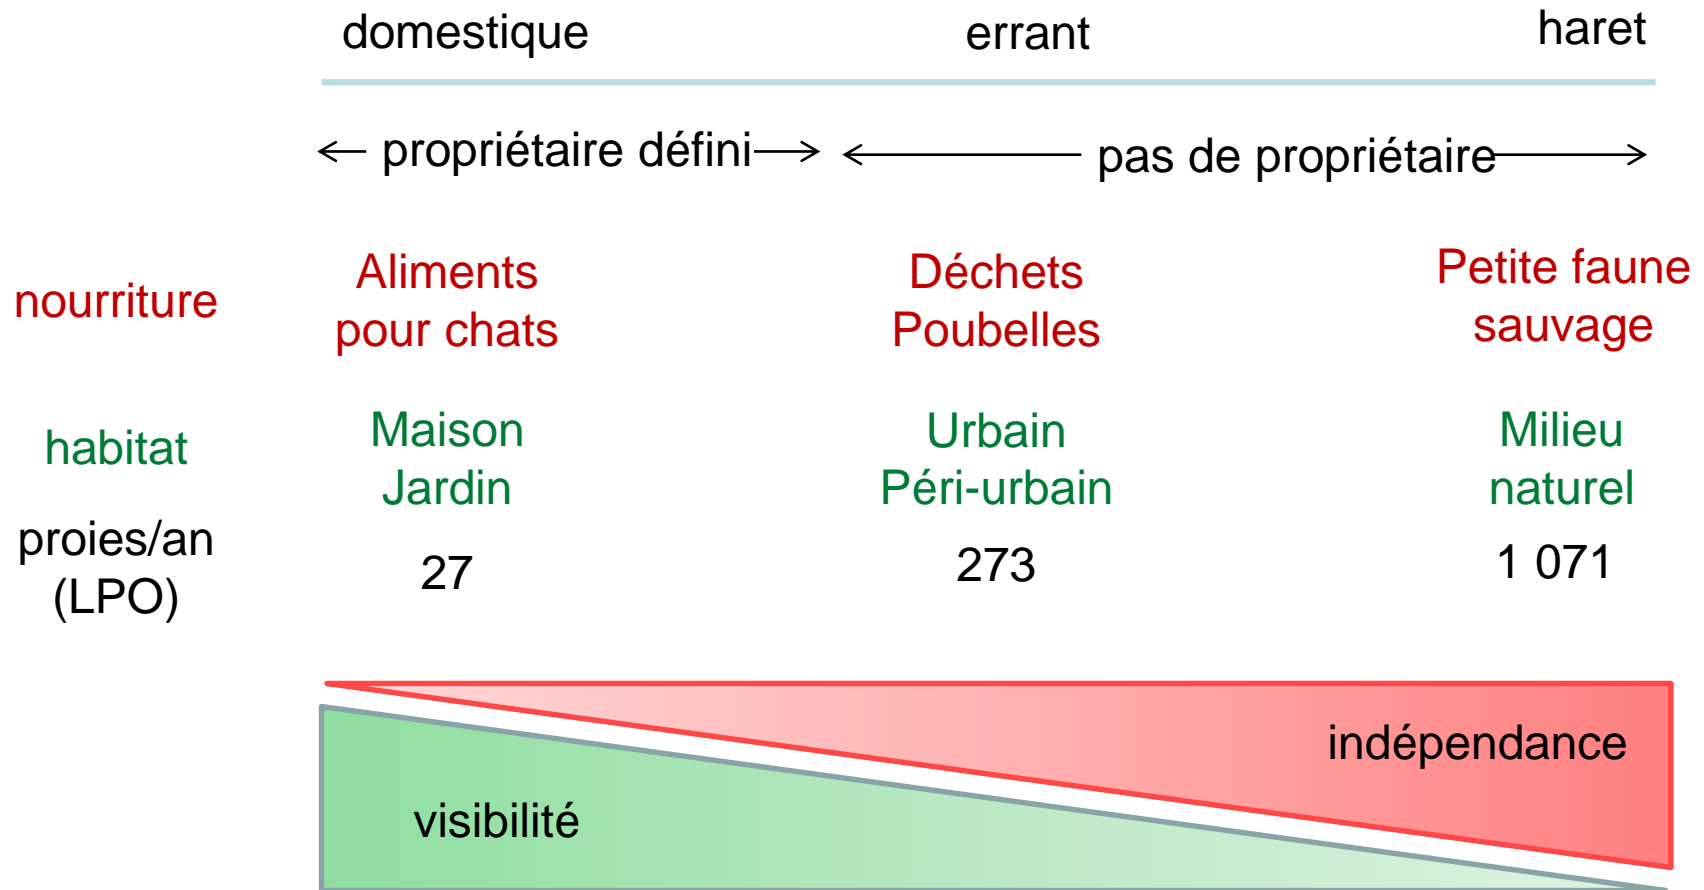 domestique errant haret
propriétaire défini pas de propriétaire
nourriture
Aliments
pour chats
Déchets
Poubelles
Petite faune
sauvage
habitat
Maison
Jardin
Urbain
Péri-urbain
Milieu
naturel
proies/an
(LPO)
27 273 1 071
indépendance
visibilité